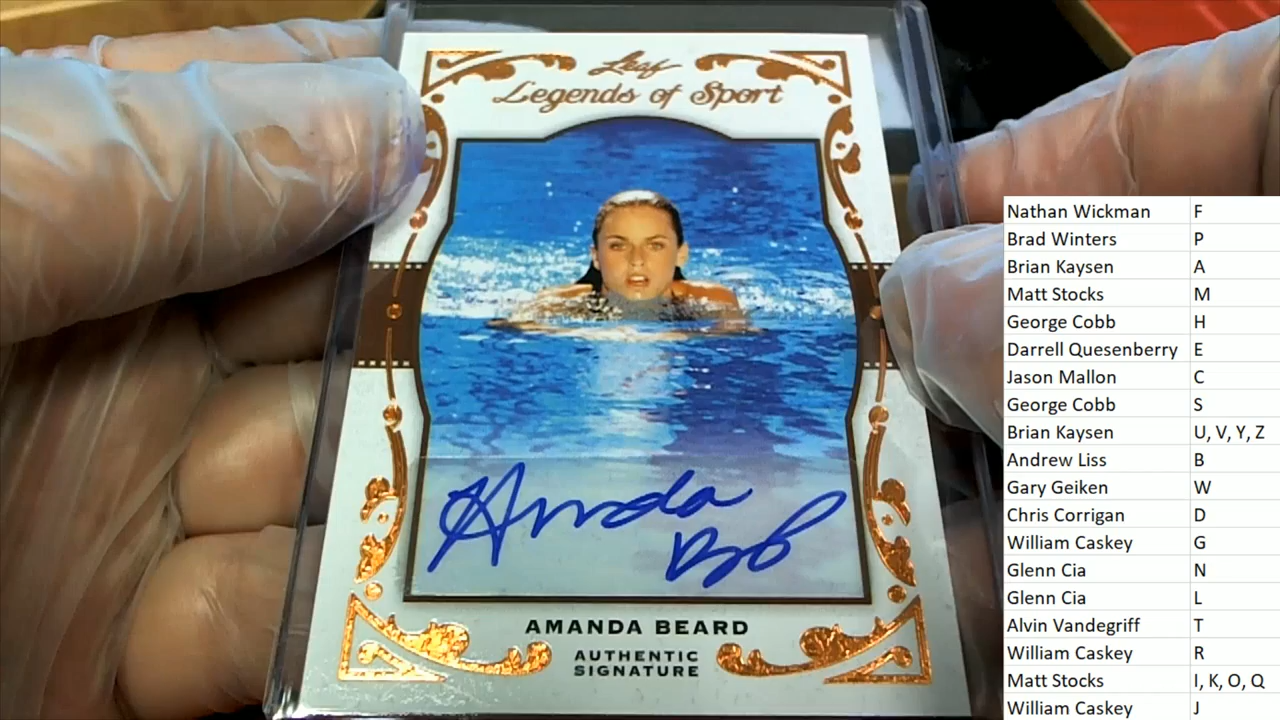 Leaf
Legends of Sport
Amanda
AMANDA BEARD
AUTHENTIC
SIGNATURE
Nathan Wickman F
Brad Winters P
Brian Kaysen A
Matt Stocks M
George Cobb H
Darrell Quesenberry E
Jason Mallon C
George Cobb S
Brian Kaysen U, V, Y, Z
Andrew Liss B
Gary Geiken W
Chris Corrigan D
William Caskey G
Glenn Cia N
Glenn Cia L
Alvin Vandegriff T
William Caskey R
Matt Stocks I, K, O, Q
William Caskey J